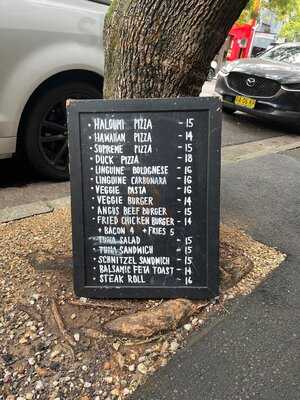 HALOUMI PIZZA - 15
HAWAIIAN PIZZA - 14
SUPREME PIZZA - 15
DUCK PIZZA - 18
LINGUINE BOLOGNESE - 16
LINGUINE CARBONARA - 16
VEGGIE PASTA - 16
VEGGIE BURGER - 14
ANGUS BEEF BURGER - 15
FRIED CHICKEN BURGER - 14
+ BACON 4 + FRIES 5
TUNA SALAD - 15
TUNA SANDWICH - 15
SCHNITZEL SANDWICH - 15
BALSAMIC FETA TOAST - 14
STEAK ROLL - 16